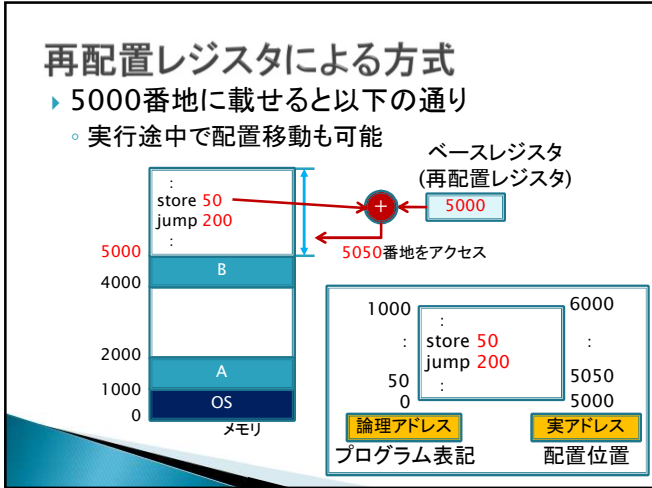 再配置レジスタによる方式
5000番地に載せると以下の通り
実行途中で配置移動も可能
ベースレジスタ
(再配置レジスタ)
:
store 50
jump 200
:
+
5000
5050番地をアクセス
5000
B
4000
2000
A
1000
OS
0
メモリ
1000
6000
:
store 50
:
:
jump 200
50
:
5050
0
5000
論理アドレス
実アドレス
プログラム表記
配置位置